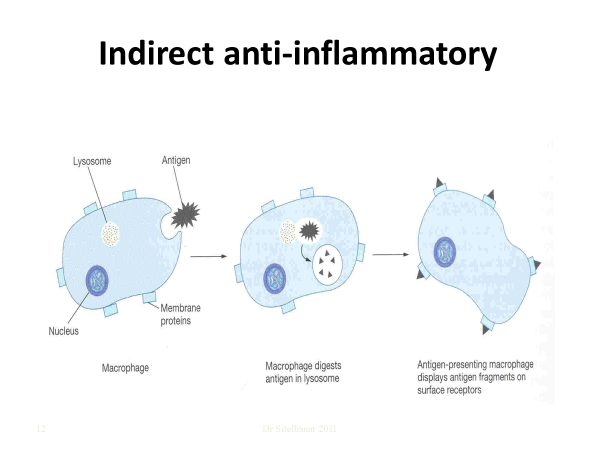 Indirect anti-inflammatory
Lysosome
Antigen
Membrane
proteins
Nucleus
Macrophage
Macrophage digests
antigen in lysosome
Antigen-presenting macrophage
displays antigen fragments on
surface receptors
12
2011